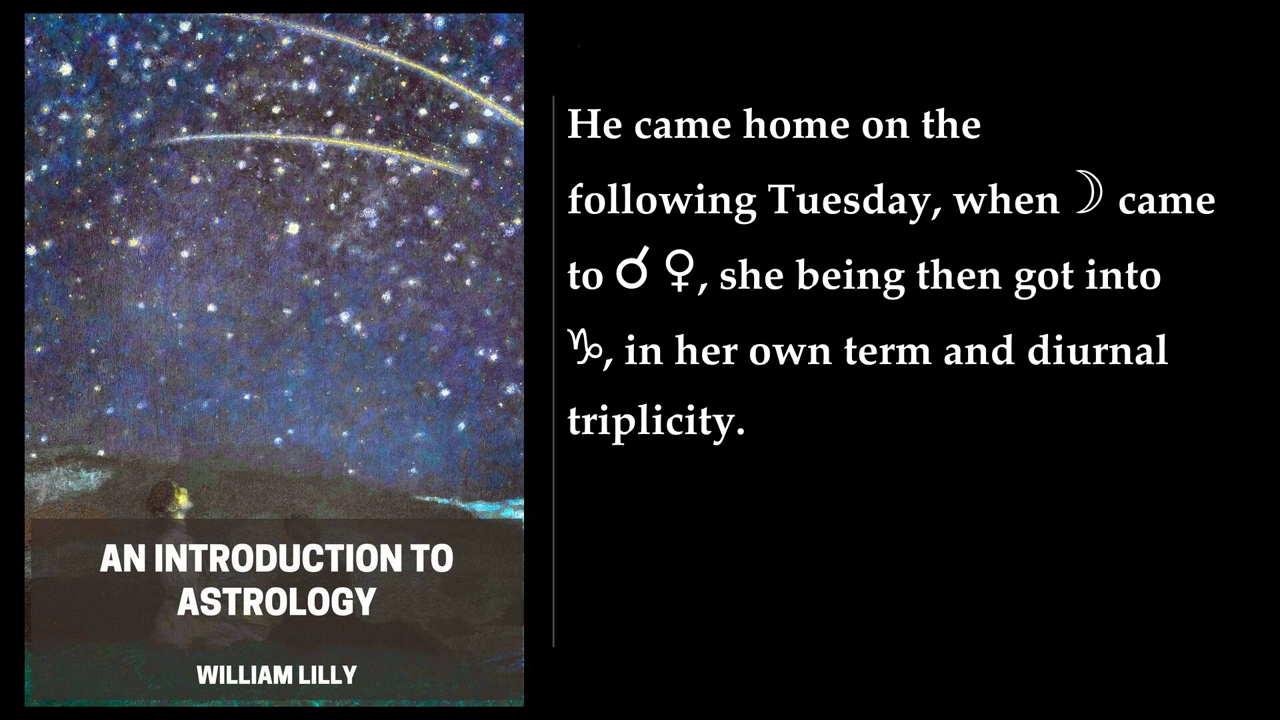 AN INTRODUCTION TO
ASTROLOGY
WILLIAM LILLY
He came home on the
following Tuesday, when ☽ came
to ☌ ♀, she being then got into
♑, in her own term and diurnal
triplicity.